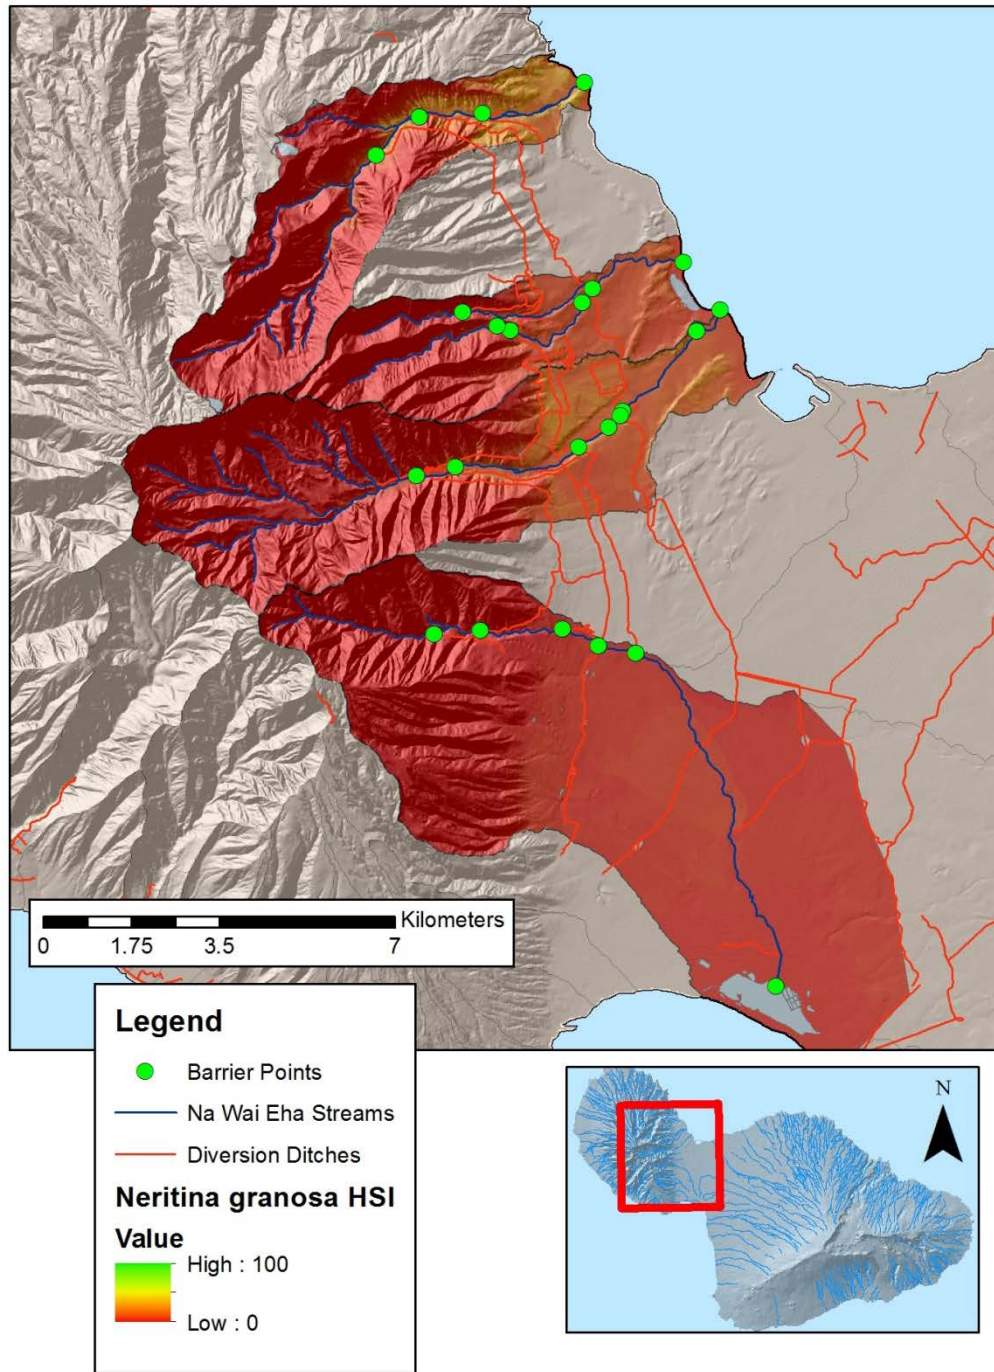 Kilometers
0 1.75 3.5 7
Legend
Barrier Points
Na Wai Eha Streams
Diversion Ditches
Neritina granosa HSI
Value
High : 100
Low : 0
N